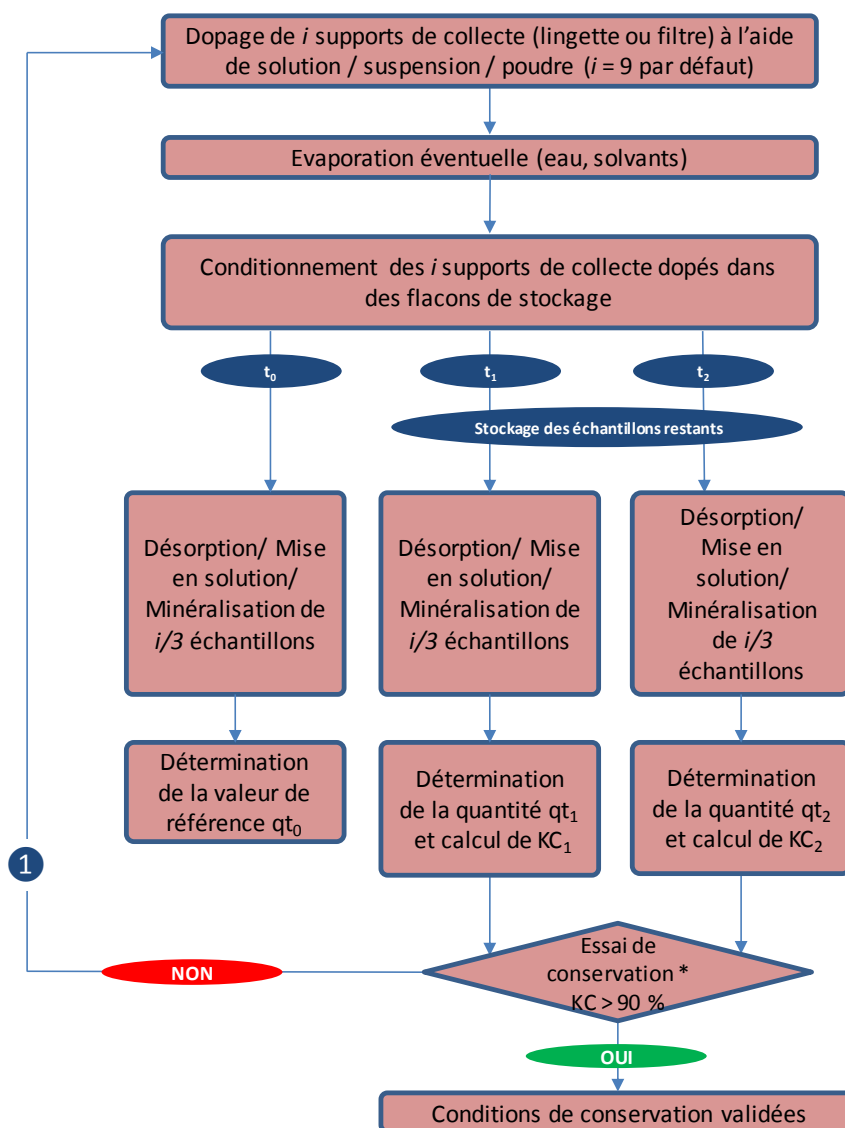 Dopage de i supports de collecte (lingette ou filtre) à l’aide
de solution / suspension / poudre (i = 9 par défaut)
Evaporation éventuelle (eau, solvants)
Conditionnement des i supports de collecte dopés dans
des flacons de stockage
t₀
t₁
t₂
Stockage des échantillons restants
Désorption/ Mise
en solution/
Minéralisation de
i/3 échantillons
Désorption/ Mise
en solution/
Minéralisation de
i/3 échantillons
Désorption/
Mise en
solution/
Minéralisation
de i/3
échantillons
Détermination
de la valeur de
référence qt₀
Détermination
de la quantité qt₁
et calcul de KC₁
Détermination
de la quantité qt₂
et calcul de KC₂
1
Essai de
conservation *
KC > 90 %
NON
OUI
Conditions de conservation validées